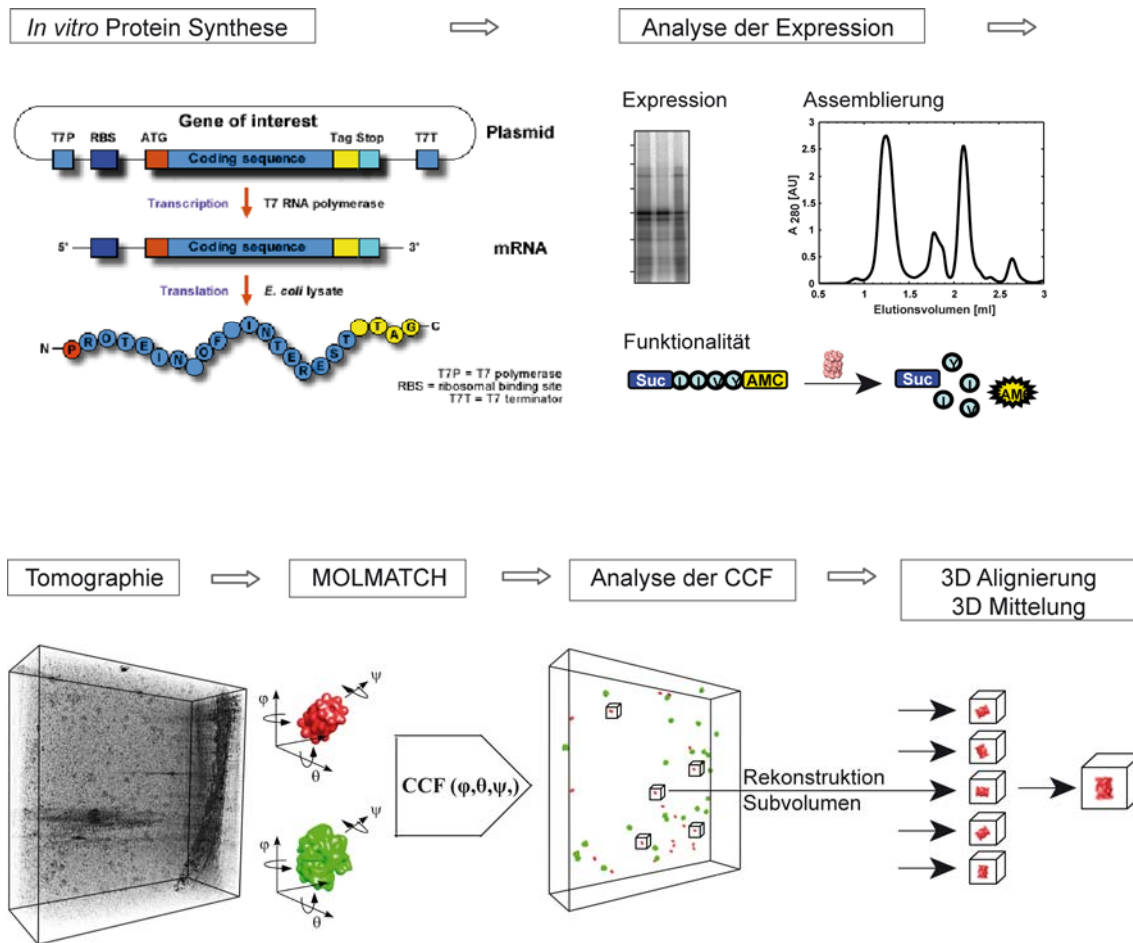 In vitro Protein Synthese
Analyse der Expression
Gene of interest
T7P RBS ATG Tag Stop T7T
Plasmid
Coding sequence
Transcription T7 RNA polymerase
5' Coding sequence 3'
mRNA
Translation E. coli lysate
N P R O T E I N O F I N T E R E S T T A G C
T7P = T7 polymerase
RBS = ribosomal binding site
T7T = T7 terminator
Expression
Assemblierung
A 280 [AU]
3
2.5
2
1.5
1
0.5
0
0.5 1 1.5 2 2.5 3
Elutionsvolumen [ml]
Funktionalität
Suc I I V Y AMC
Suc Y I I V AM
Tomographie
MOLMATCH
Analyse der CCF
3D Alignierung
3D Mittelung
φ ψ
θ
φ ψ
θ
CCF (φ,θ,ψ,)
Rekonstruktion
Subvolumen